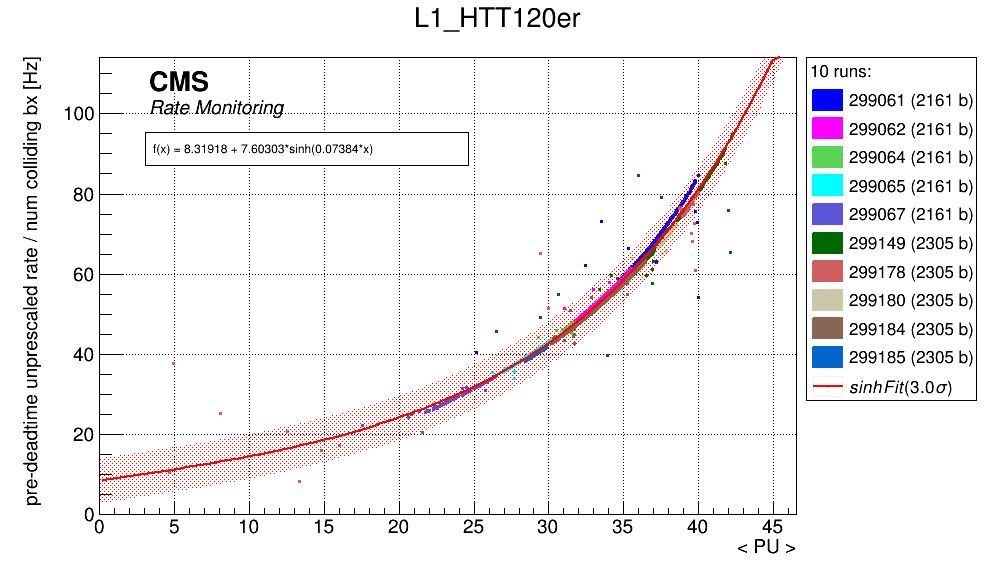 L1_HTT120er
pre-deadtime unprescaled rate / num colliding bx [Hz]
CMS
Rate Monitoring
f(x) = 8.31918 + 7.60303*sinh(0.07384*x)
100
80
60
40
20
0
0 5 10 15 20 25 30 35 40 45
< PU >
10 runs:
299061 (2161 b)
299062 (2161 b)
299064 (2161 b)
299065 (2161 b)
299067 (2161 b)
299149 (2305 b)
299178 (2305 b)
299180 (2305 b)
299184 (2305 b)
299185 (2305 b)
sinhFit(3.0σ)